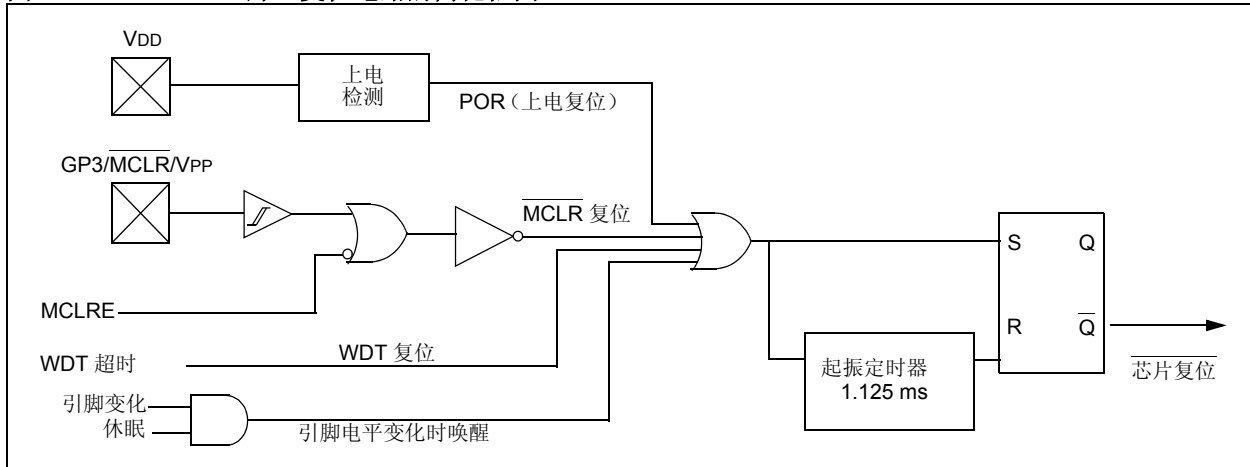 VDD
上电
检测
POR（上电复位）
GP3/MCLR/VPP
MCLR 复位
S Q
MCLRE
R Q
WDT 超时
WDT 复位
起振定时器
1.125 ms
芯片复位
引脚变化
休眠
引脚电平变化时唤醒